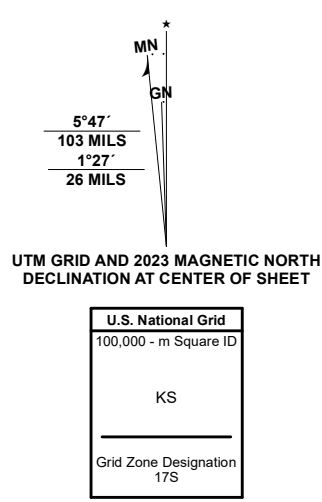 MN
GN
5°47´
103 MILS
1°27´
26 MILS
UTM GRID AND 2023 MAGNETIC NORTH
DECLINATION AT CENTER OF SHEET
U.S. National Grid
100,000 - m Square ID
KS
Grid Zone Designation
17S